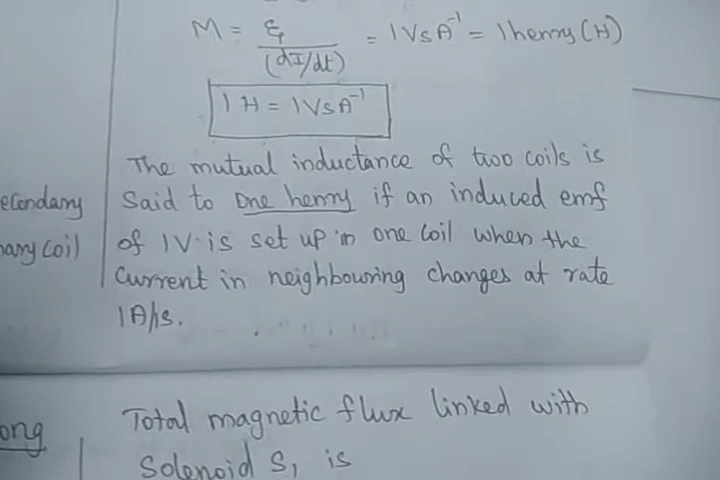 M = ξ / (dI/dt) = 1VsA⁻¹ = 1 henry (H)
1 H = 1VsA⁻¹
The mutual inductance of two coils is
said to one henry if an induced emf
of 1V is set up in one coil when the
current in neighbouring changes at rate
1A/s.
econdary
ary coil
Total magnetic flux linked with
Solenoid S₁ is
ong